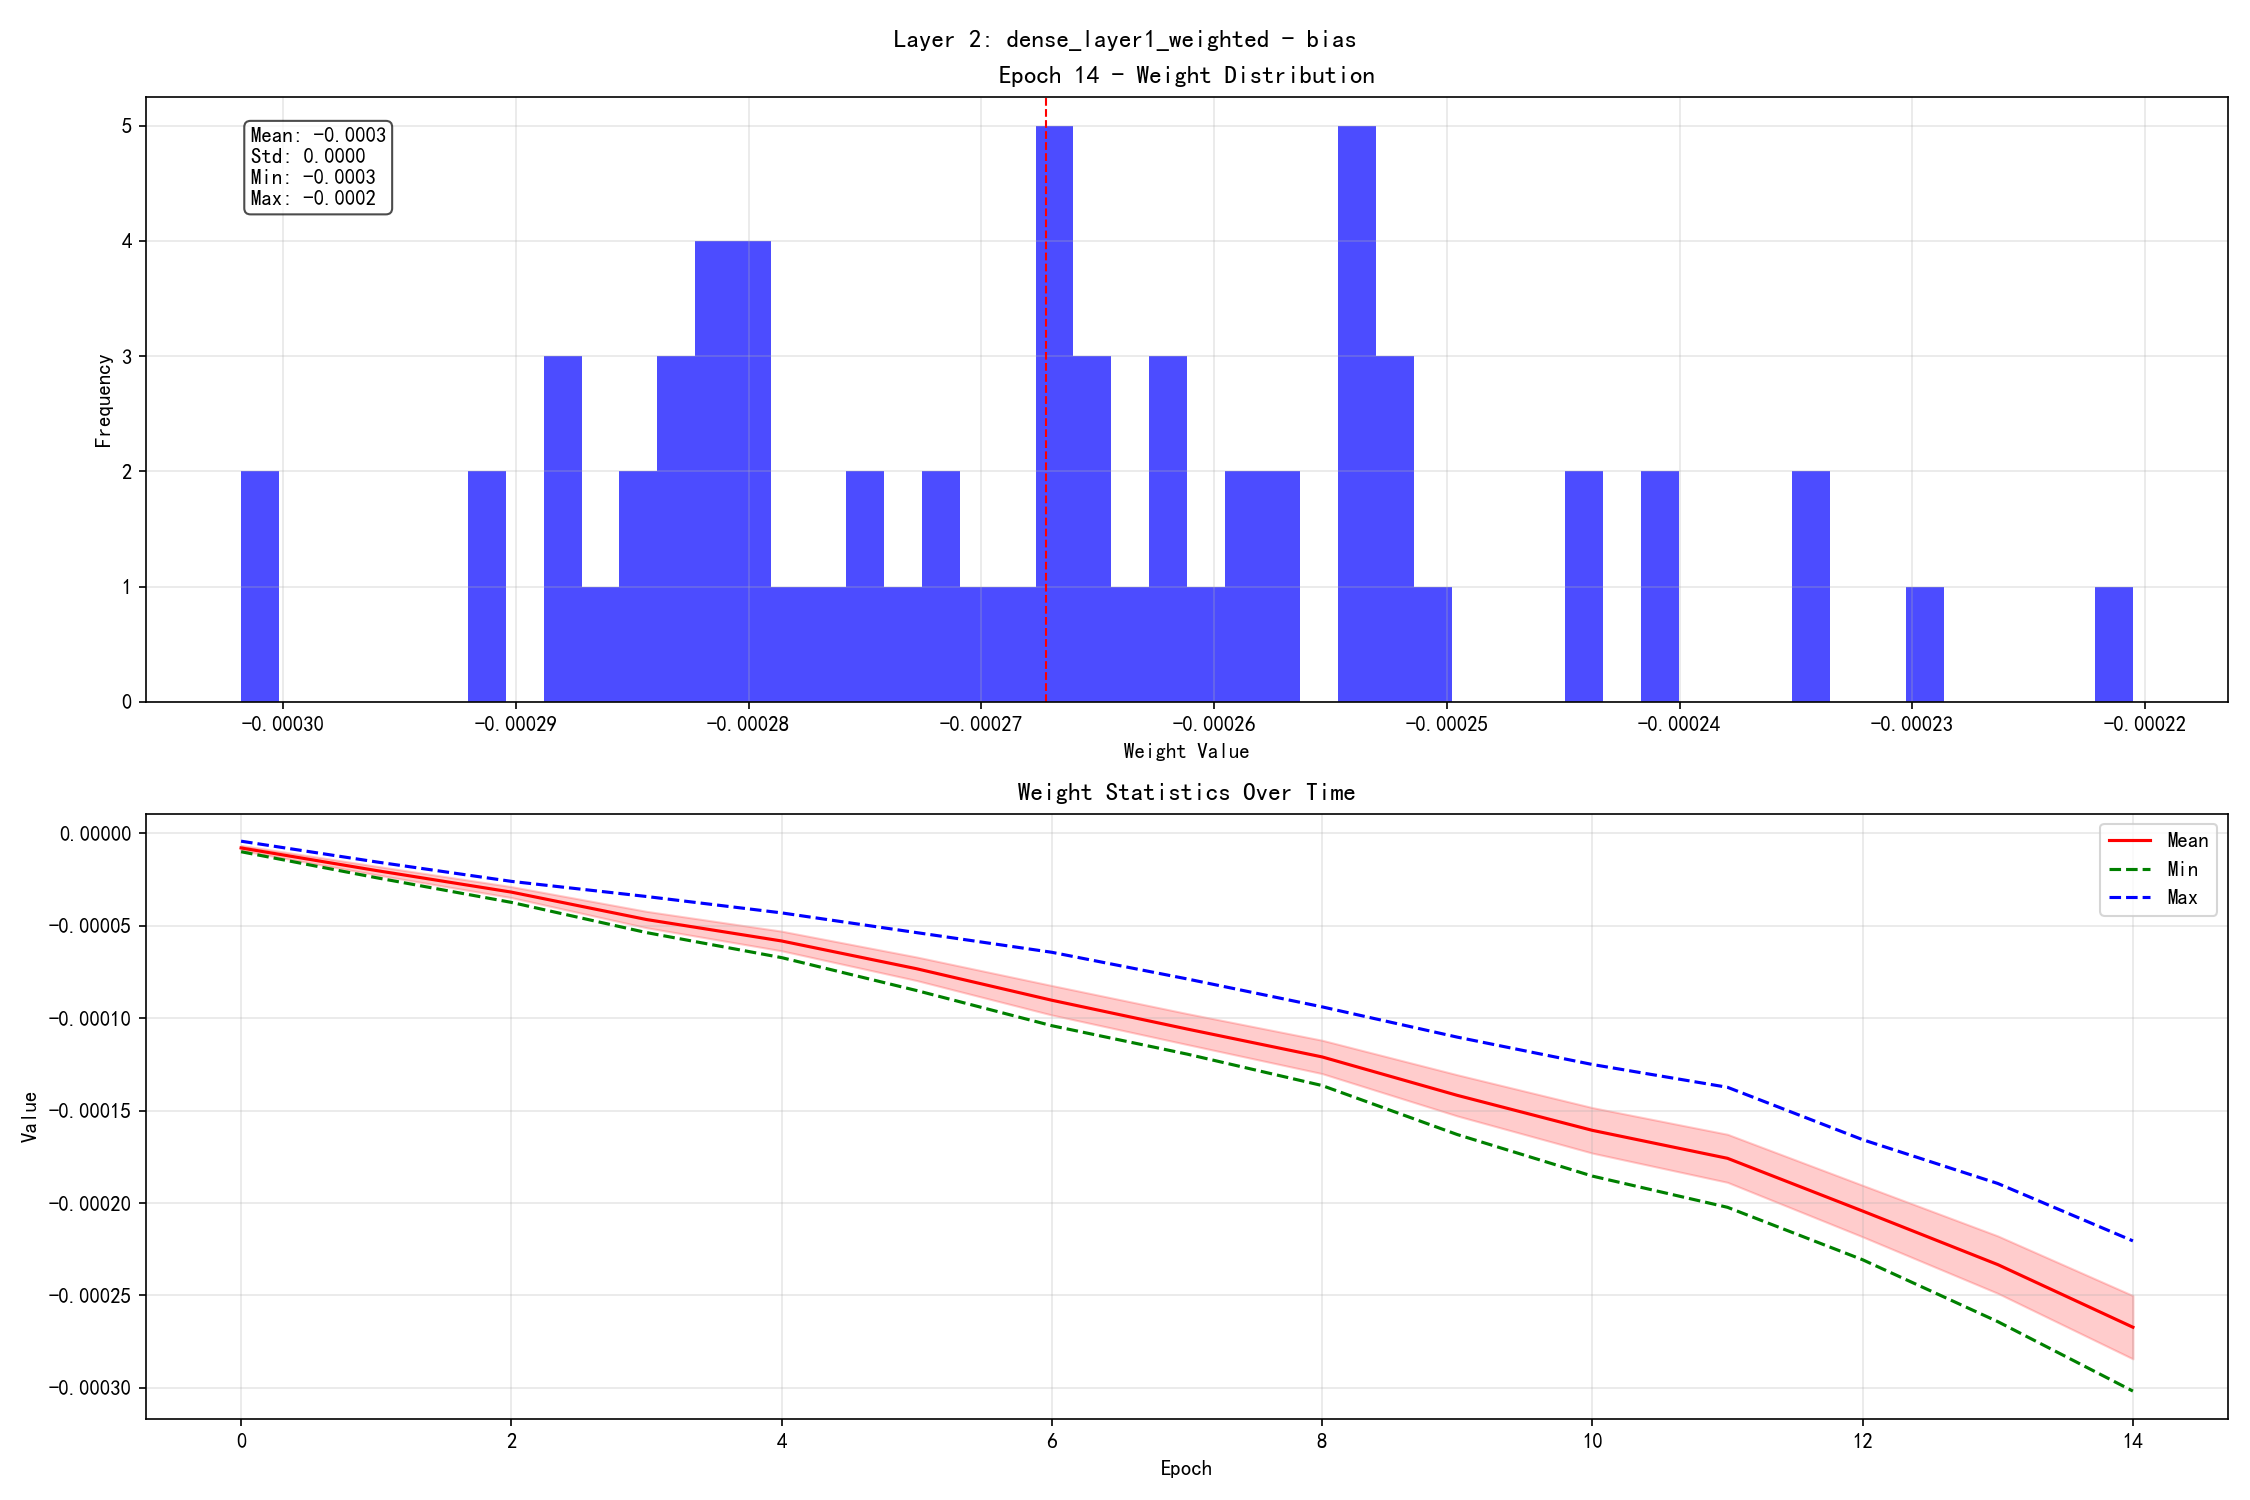 Layer 2: dense_layer1_weighted − bias
Epoch 14 − Weight Distribution
Mean: −0.0003
Std: 0.0000
Min: −0.0003
Max: −0.0002
5
4
3
2
1
0
Frequency
−0.00030 −0.00029 −0.00028 −0.00027 −0.00026 −0.00025 −0.00024 −0.00023 −0.00022
Weight Value
Weight Statistics Over Time
Mean
Min
Max
0.00000
−0.00005
−0.00010
−0.00015
−0.00020
−0.00025
−0.00030
Value
0 2 4 6 8 10 12 14
Epoch